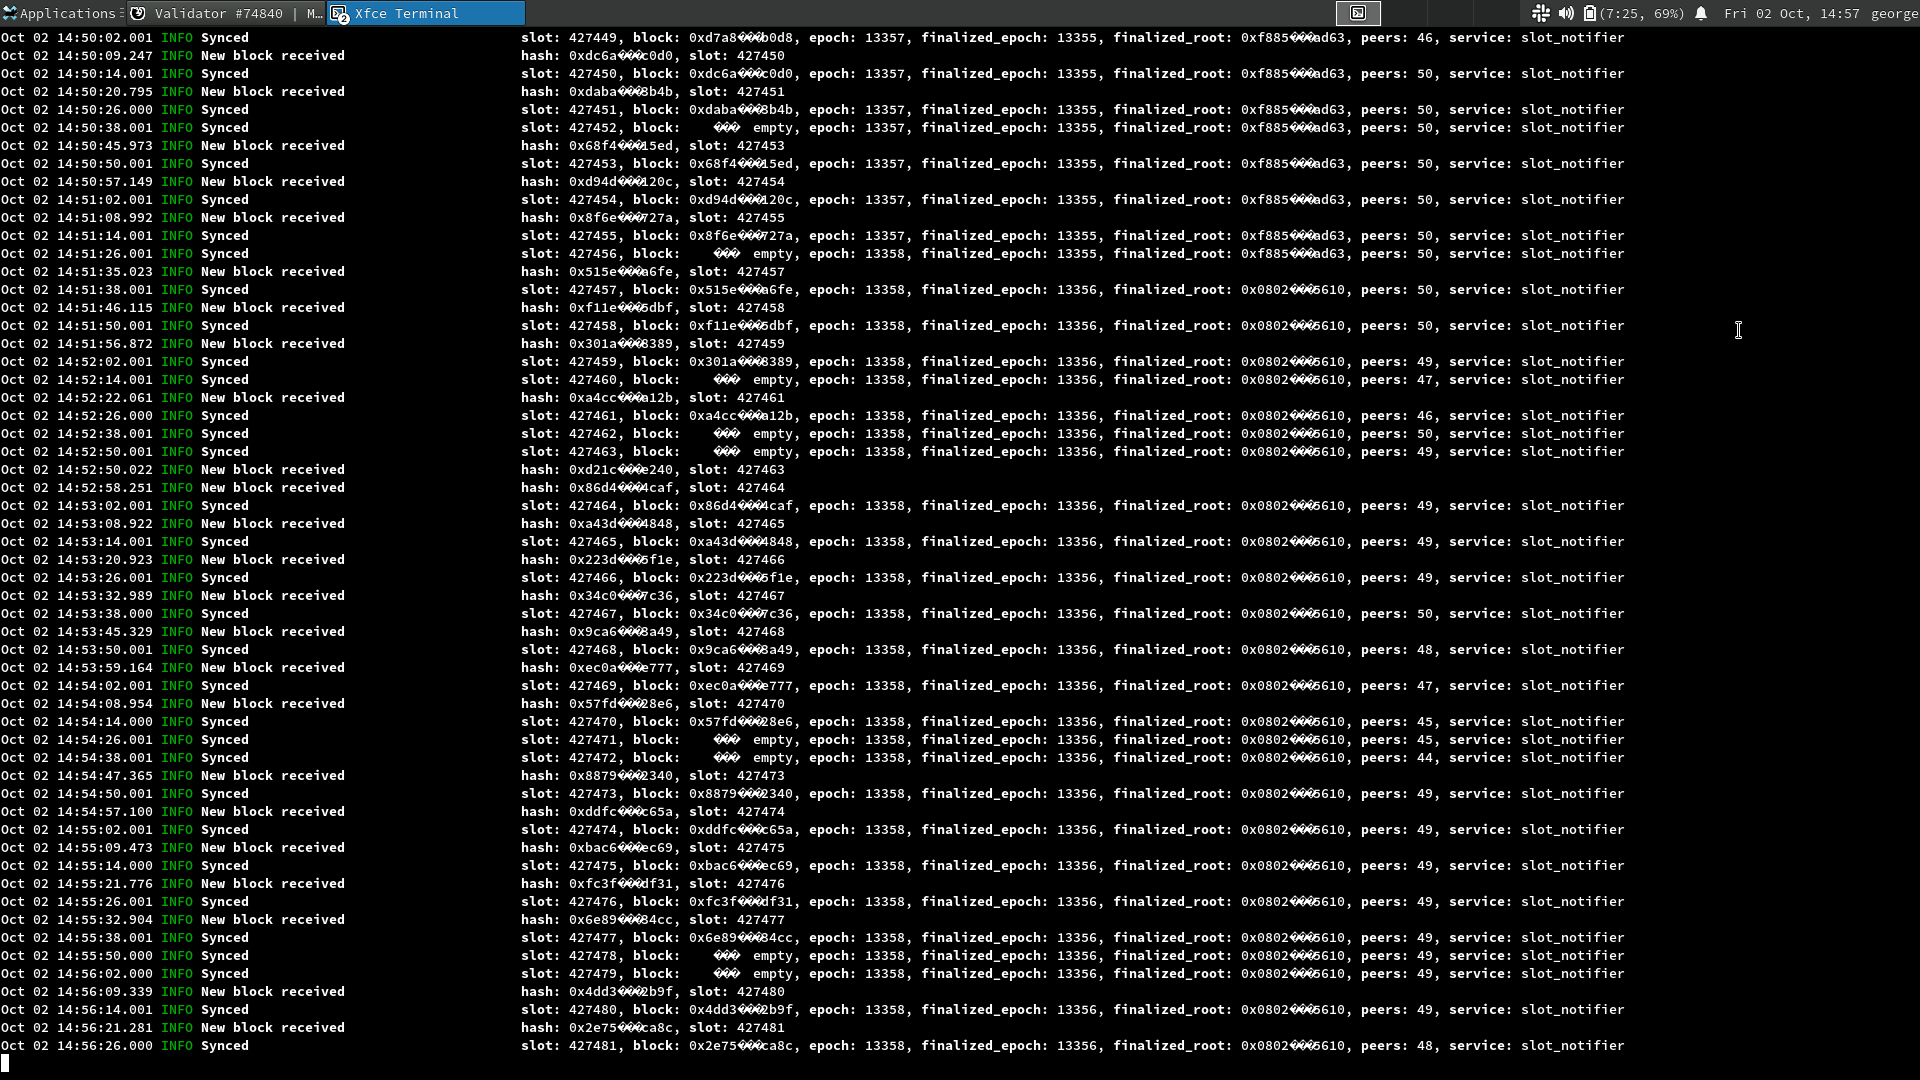 Applications Validator #74840 | M... 2 Xfce Terminal (7:25, 69%) Fri 02 Oct, 14:57 george
Oct 02 14:50:02.001 INFO Synced slot: 427449, block: 0xd7a8���b0d8, epoch: 13357, finalized_epoch: 13355, finalized_root: 0xf885���ad63, peers: 46, service: slot_notifier
Oct 02 14:50:09.247 INFO New block received hash: 0xdc6a���c0d0, slot: 427450
Oct 02 14:50:14.001 INFO Synced slot: 427450, block: 0xdc6a���c0d0, epoch: 13357, finalized_epoch: 13355, finalized_root: 0xf885���ad63, peers: 50, service: slot_notifier
Oct 02 14:50:20.795 INFO New block received hash: 0xdaba���3b4b, slot: 427451
Oct 02 14:50:26.000 INFO Synced slot: 427451, block: 0xdaba���3b4b, epoch: 13357, finalized_epoch: 13355, finalized_root: 0xf885���ad63, peers: 50, service: slot_notifier
Oct 02 14:50:38.001 INFO Synced slot: 427452, block: ��� empty, epoch: 13357, finalized_epoch: 13355, finalized_root: 0xf885���ad63, peers: 50, service: slot_notifier
Oct 02 14:50:45.973 INFO New block received hash: 0x68f4���15ed, slot: 427453
Oct 02 14:50:50.001 INFO Synced slot: 427453, block: 0x68f4���15ed, epoch: 13357, finalized_epoch: 13355, finalized_root: 0xf885���ad63, peers: 50, service: slot_notifier
Oct 02 14:50:57.149 INFO New block received hash: 0xd94d���120c, slot: 427454
Oct 02 14:51:02.001 INFO Synced slot: 427454, block: 0xd94d���120c, epoch: 13357, finalized_epoch: 13355, finalized_root: 0xf885���ad63, peers: 50, service: slot_notifier
Oct 02 14:51:08.992 INFO New block received hash: 0x8f6e���727a, slot: 427455
Oct 02 14:51:14.001 INFO Synced slot: 427455, block: 0x8f6e���727a, epoch: 13357, finalized_epoch: 13355, finalized_root: 0xf885���ad63, peers: 50, service: slot_notifier
Oct 02 14:51:26.001 INFO Synced slot: 427456, block: ��� empty, epoch: 13358, finalized_epoch: 13355, finalized_root: 0xf885���ad63, peers: 50, service: slot_notifier
Oct 02 14:51:35.023 INFO New block received hash: 0x515e���a6fe, slot: 427457
Oct 02 14:51:38.001 INFO Synced slot: 427457, block: 0x515e���a6fe, epoch: 13358, finalized_epoch: 13356, finalized_root: 0x0802���5610, peers: 50, service: slot_notifier
Oct 02 14:51:46.115 INFO New block received hash: 0xf11e���5dbf, slot: 427458
Oct 02 14:51:50.001 INFO Synced slot: 427458, block: 0xf11e���5dbf, epoch: 13358, finalized_epoch: 13356, finalized_root: 0x0802���5610, peers: 50, service: slot_notifier
Oct 02 14:51:56.872 INFO New block received hash: 0x301a���8389, slot: 427459
Oct 02 14:52:02.001 INFO Synced slot: 427459, block: 0x301a���8389, epoch: 13358, finalized_epoch: 13356, finalized_root: 0x0802���5610, peers: 49, service: slot_notifier
Oct 02 14:52:14.001 INFO Synced slot: 427460, block: ��� empty, epoch: 13358, finalized_epoch: 13356, finalized_root: 0x0802���5610, peers: 47, service: slot_notifier
Oct 02 14:52:22.061 INFO New block received hash: 0xa4cc���a12b, slot: 427461
Oct 02 14:52:26.000 INFO Synced slot: 427461, block: 0xa4cc���a12b, epoch: 13358, finalized_epoch: 13356, finalized_root: 0x0802���5610, peers: 46, service: slot_notifier
Oct 02 14:52:38.001 INFO Synced slot: 427462, block: ��� empty, epoch: 13358, finalized_epoch: 13356, finalized_root: 0x0802���5610, peers: 50, service: slot_notifier
Oct 02 14:52:50.001 INFO Synced slot: 427463, block: ��� empty, epoch: 13358, finalized_epoch: 13356, finalized_root: 0x0802���5610, peers: 49, service: slot_notifier
Oct 02 14:52:50.022 INFO New block received hash: 0xd21c���e240, slot: 427463
Oct 02 14:52:58.251 INFO New block received hash: 0x86d4���4caf, slot: 427464
Oct 02 14:53:02.001 INFO Synced slot: 427464, block: 0x86d4���4caf, epoch: 13358, finalized_epoch: 13356, finalized_root: 0x0802���5610, peers: 49, service: slot_notifier
Oct 02 14:53:08.922 INFO New block received hash: 0xa43d���4848, slot: 427465
Oct 02 14:53:14.001 INFO Synced slot: 427465, block: 0xa43d���4848, epoch: 13358, finalized_epoch: 13356, finalized_root: 0x0802���5610, peers: 49, service: slot_notifier
Oct 02 14:53:20.923 INFO New block received hash: 0x223d���5f1e, slot: 427466
Oct 02 14:53:26.001 INFO Synced slot: 427466, block: 0x223d���5f1e, epoch: 13358, finalized_epoch: 13356, finalized_root: 0x0802���5610, peers: 49, service: slot_notifier
Oct 02 14:53:32.989 INFO New block received hash: 0x34c0���7c36, slot: 427467
Oct 02 14:53:38.000 INFO Synced slot: 427467, block: 0x34c0���7c36, epoch: 13358, finalized_epoch: 13356, finalized_root: 0x0802���5610, peers: 50, service: slot_notifier
Oct 02 14:53:45.329 INFO New block received hash: 0x9ca6���3a49, slot: 427468
Oct 02 14:53:50.001 INFO Synced slot: 427468, block: 0x9ca6���3a49, epoch: 13358, finalized_epoch: 13356, finalized_root: 0x0802���5610, peers: 48, service: slot_notifier
Oct 02 14:53:59.164 INFO New block received hash: 0xec0a���e777, slot: 427469
Oct 02 14:54:02.001 INFO Synced slot: 427469, block: 0xec0a���e777, epoch: 13358, finalized_epoch: 13356, finalized_root: 0x0802���5610, peers: 47, service: slot_notifier
Oct 02 14:54:08.954 INFO New block received hash: 0x57fd���28e6, slot: 427470
Oct 02 14:54:14.000 INFO Synced slot: 427470, block: 0x57fd���28e6, epoch: 13358, finalized_epoch: 13356, finalized_root: 0x0802���5610, peers: 45, service: slot_notifier
Oct 02 14:54:26.001 INFO Synced slot: 427471, block: ��� empty, epoch: 13358, finalized_epoch: 13356, finalized_root: 0x0802���5610, peers: 45, service: slot_notifier
Oct 02 14:54:38.001 INFO Synced slot: 427472, block: ��� empty, epoch: 13358, finalized_epoch: 13356, finalized_root: 0x0802���5610, peers: 44, service: slot_notifier
Oct 02 14:54:47.365 INFO New block received hash: 0x8879���2340, slot: 427473
Oct 02 14:54:50.001 INFO Synced slot: 427473, block: 0x8879���2340, epoch: 13358, finalized_epoch: 13356, finalized_root: 0x0802���5610, peers: 49, service: slot_notifier
Oct 02 14:54:57.100 INFO New block received hash: 0xddfc���c65a, slot: 427474
Oct 02 14:55:02.001 INFO Synced slot: 427474, block: 0xddfc���c65a, epoch: 13358, finalized_epoch: 13356, finalized_root: 0x0802���5610, peers: 49, service: slot_notifier
Oct 02 14:55:09.473 INFO New block received hash: 0xbac6���ec69, slot: 427475
Oct 02 14:55:14.000 INFO Synced slot: 427475, block: 0xbac6���ec69, epoch: 13358, finalized_epoch: 13356, finalized_root: 0x0802���5610, peers: 49, service: slot_notifier
Oct 02 14:55:21.776 INFO New block received hash: 0xfc3f���df31, slot: 427476
Oct 02 14:55:26.001 INFO Synced slot: 427476, block: 0xfc3f���df31, epoch: 13358, finalized_epoch: 13356, finalized_root: 0x0802���5610, peers: 49, service: slot_notifier
Oct 02 14:55:32.904 INFO New block received hash: 0x6e89���34cc, slot: 427477
Oct 02 14:55:38.001 INFO Synced slot: 427477, block: 0x6e89���34cc, epoch: 13358, finalized_epoch: 13356, finalized_root: 0x0802���5610, peers: 49, service: slot_notifier
Oct 02 14:55:50.000 INFO Synced slot: 427478, block: ��� empty, epoch: 13358, finalized_epoch: 13356, finalized_root: 0x0802���5610, peers: 49, service: slot_notifier
Oct 02 14:56:02.000 INFO Synced slot: 427479, block: ��� empty, epoch: 13358, finalized_epoch: 13356, finalized_root: 0x0802���5610, peers: 49, service: slot_notifier
Oct 02 14:56:09.339 INFO New block received hash: 0x4dd3���2b9f, slot: 427480
Oct 02 14:56:14.001 INFO Synced slot: 427480, block: 0x4dd3���2b9f, epoch: 13358, finalized_epoch: 13356, finalized_root: 0x0802���5610, peers: 49, service: slot_notifier
Oct 02 14:56:21.281 INFO New block received hash: 0x2e75���ca8c, slot: 427481
Oct 02 14:56:26.000 INFO Synced slot: 427481, block: 0x2e75���ca8c, epoch: 13358, finalized_epoch: 13356, finalized_root: 0x0802���5610, peers: 48, service: slot_notifier